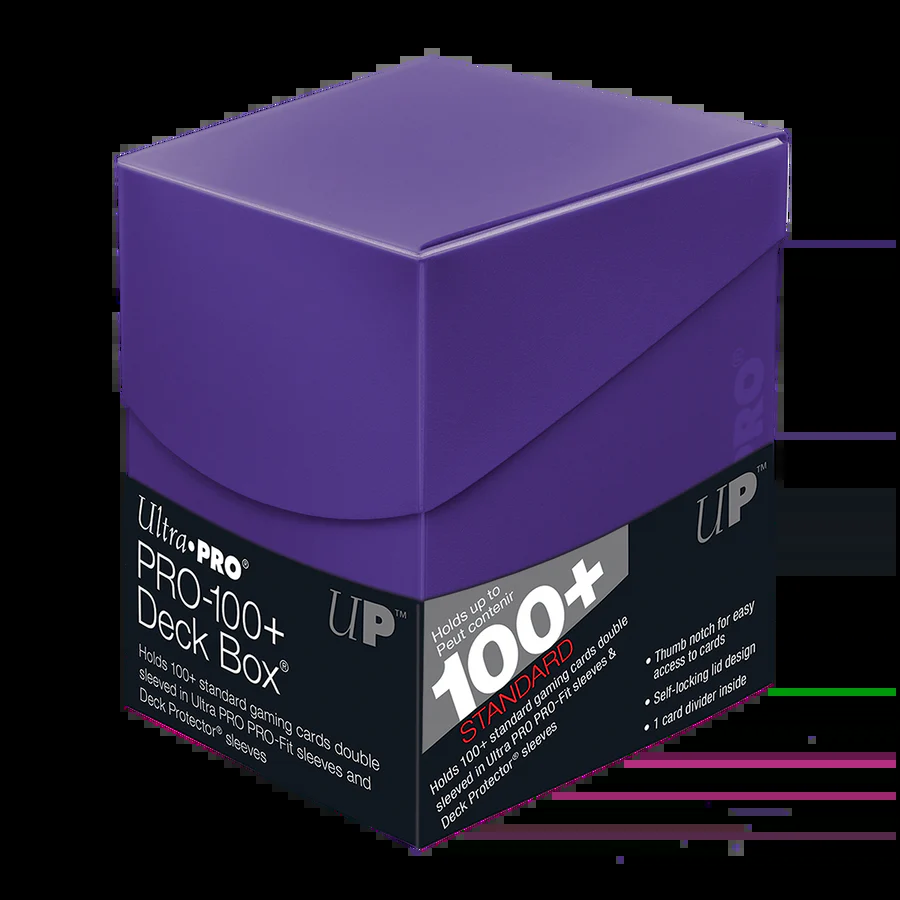 Ultra•PRO®
PRO-100+
Deck Box®
Holds 100+ standard gaming cards double
sleeved in Ultra PRO PRO-Fit sleeves and
Deck Protector® sleeves
UP™
Holds up to
Peut contenir
100+
STANDARD
Holds 100+ standard gaming cards double
sleeved in Ultra PRO PRO-Fit sleeves &
Deck Protector® sleeves
UP™
• Thumb notch for easy
access to cards
• Self-locking lid design
• 1 card divider inside